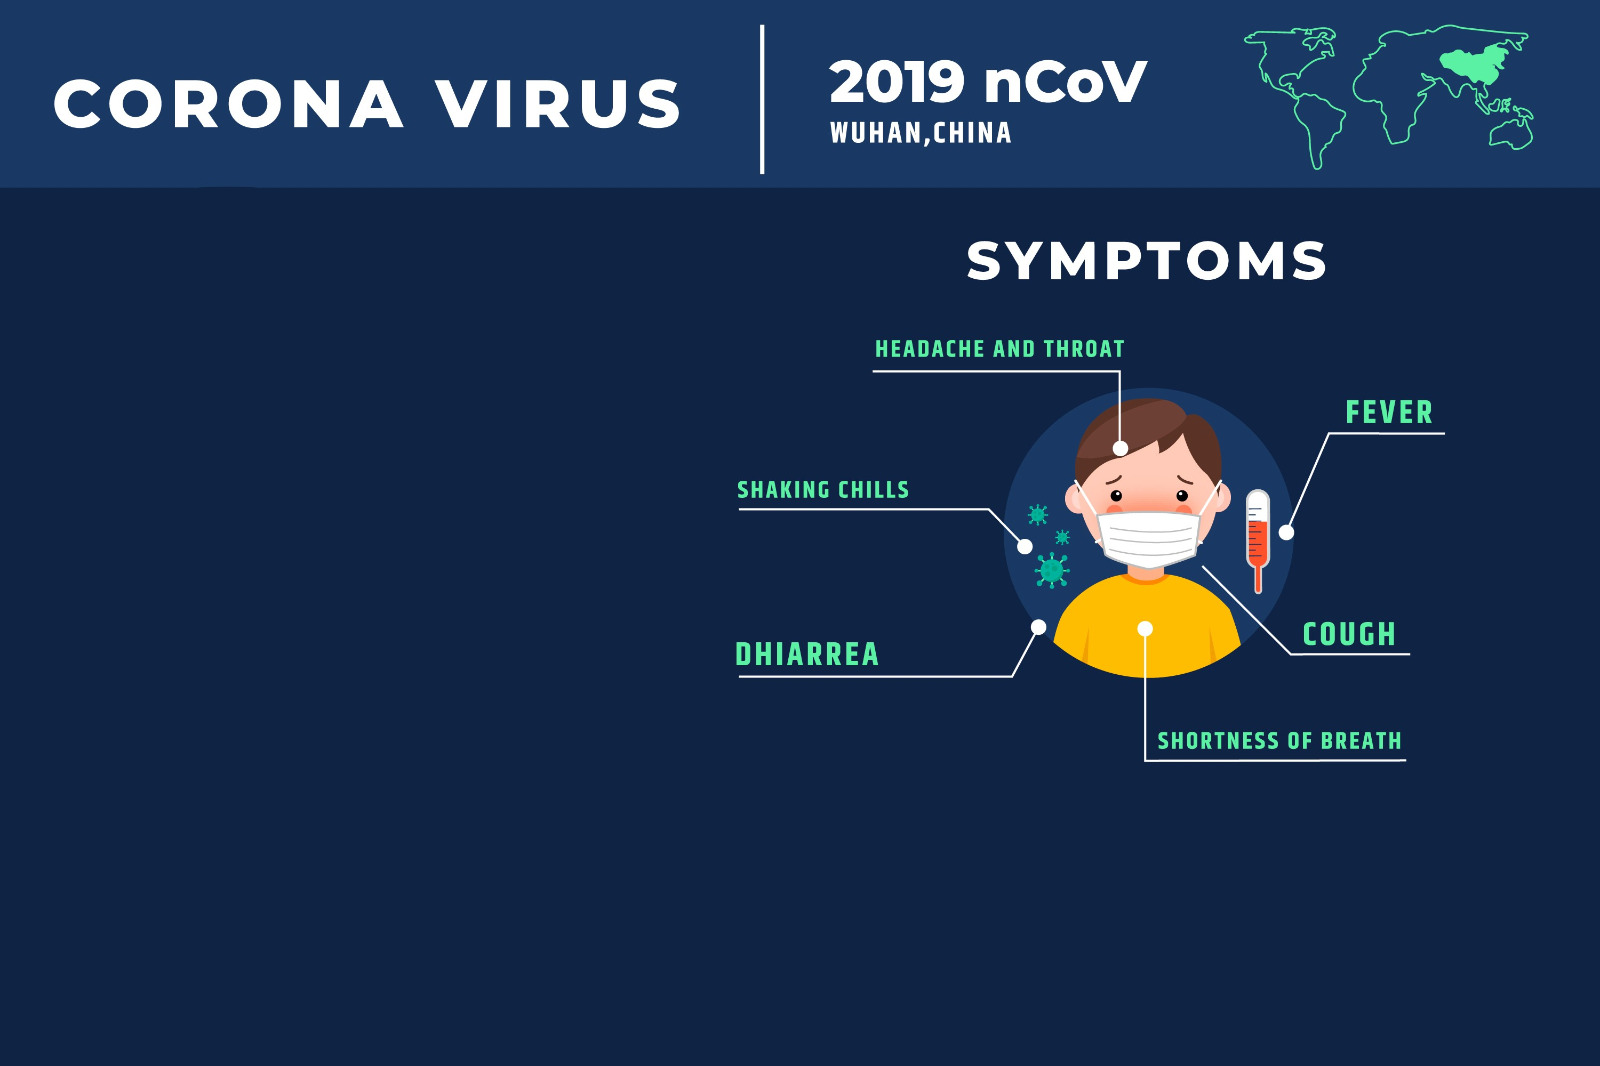 CORONA VIRUS
2019 nCoV
WUHAN,CHINA
SYMPTOMS
HEADACHE AND THROAT
FEVER
SHAKING CHILLS
COUGH
DHIARREA
SHORTNESS OF BREATH